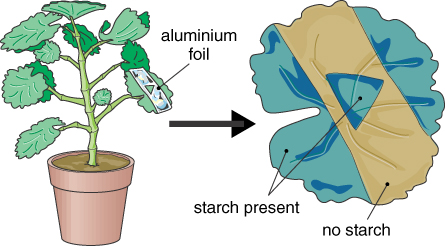 aluminium
foil
starch present
no starch